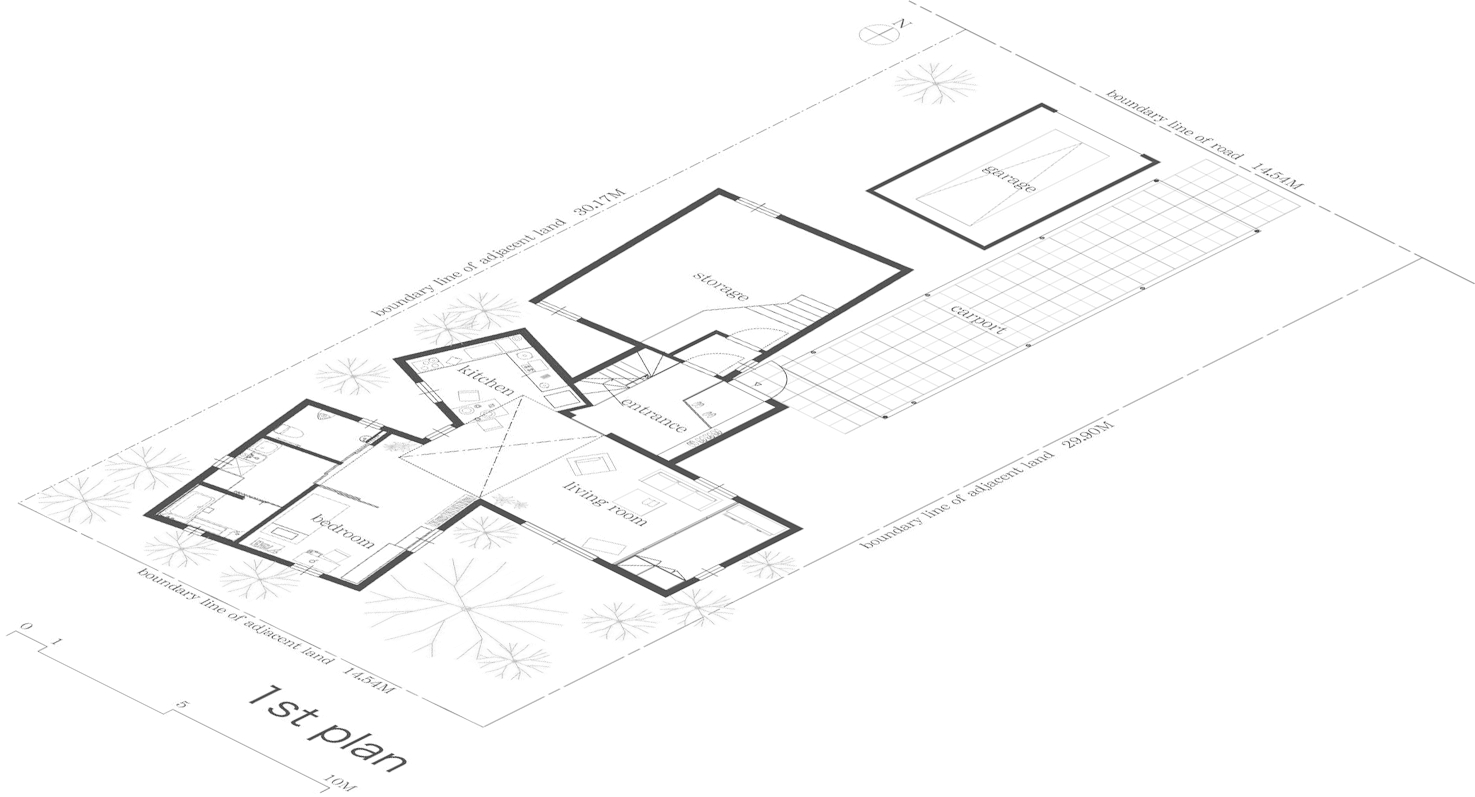 N
boundary line of road 14.54M
garage
boundary line of adjacent land 30.17M
storage
carport
kitchen
entrance
living room
bedroom
boundary line of adjacent land 29.90M
boundary line of adjacent land 14.54M
0 1 5 10M
1st plan